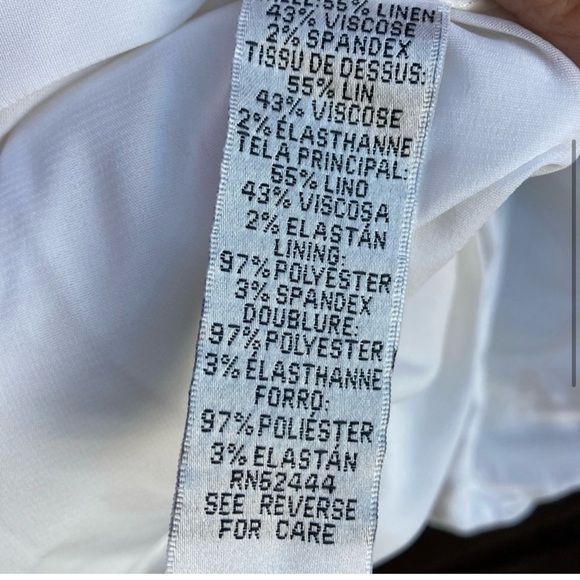 55% LINEN
43% VISCOSE
2% SPANDEX
TISSU DE DESSUS:
55% LIN
43% VISCOSE
2% ÉLASTHANNE
TELA PRINCIPAL:
55% LINO
43% VISCOSA
2% ELASTÁN
LINING:
97% POLYESTER
3% SPANDEX
DOUBLURE:
97% POLYESTER
3% ÉLASTHANNE
FORRO:
97% POLIÉSTER
3% ELASTÁN
RN62444
SEE REVERSE
FOR CARE